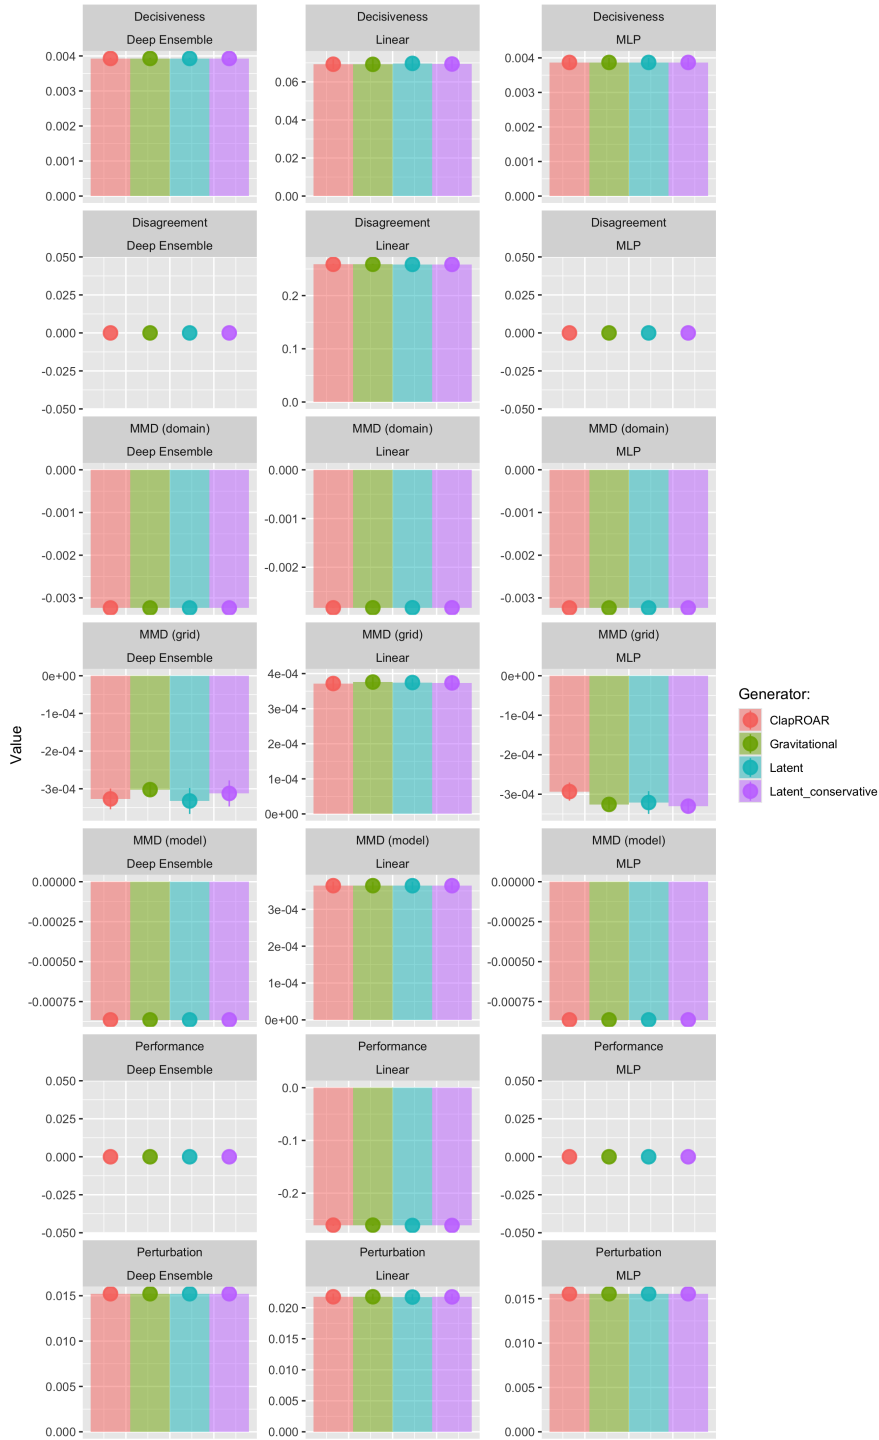 Decisiveness
Deep Ensemble
0.004
0.003
0.002
0.001
0.000
Decisiveness
Linear
0.06
0.04
0.02
0.00
Decisiveness
MLP
0.004
0.003
0.002
0.001
0.000
Disagreement
Deep Ensemble
0.050
0.025
0.000
-0.025
-0.050
Disagreement
Linear
0.2
0.1
0.0
Disagreement
MLP
0.050
0.025
0.000
-0.025
-0.050
MMD (domain)
Deep Ensemble
0.000
-0.001
-0.002
-0.003
MMD (domain)
Linear
0.000
-0.001
-0.002
MMD (domain)
MLP
0.000
-0.001
-0.002
-0.003
MMD (grid)
Deep Ensemble
0e+00
-1e-04
-2e-04
-3e-04
MMD (grid)
Linear
4e-04
3e-04
2e-04
1e-04
0e+00
MMD (grid)
MLP
0e+00
-1e-04
-2e-04
-3e-04
MMD (model)
Deep Ensemble
0.00000
-0.00025
-0.00050
-0.00075
MMD (model)
Linear
3e-04
2e-04
1e-04
0e+00
MMD (model)
MLP
0.00000
-0.00025
-0.00050
-0.00075
Performance
Deep Ensemble
0.050
0.025
0.000
-0.025
-0.050
Performance
Linear
0.0
-0.1
-0.2
Performance
MLP
0.050
0.025
0.000
-0.025
-0.050
Perturbation
Deep Ensemble
0.015
0.010
0.005
0.000
Perturbation
Linear
0.020
0.015
0.010
0.005
0.000
Perturbation
MLP
0.015
0.010
0.005
0.000
Value
Generator:
ClapROAR
Gravitational
Latent
Latent_conservative